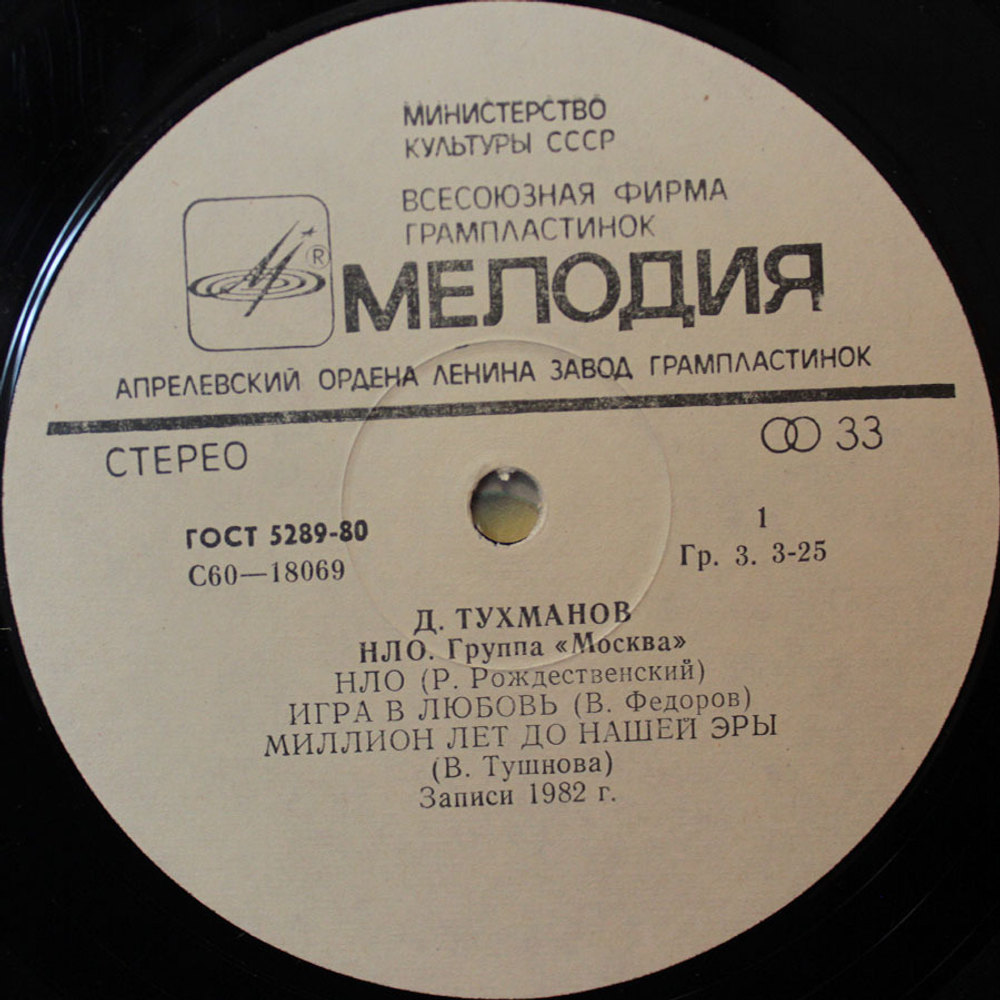 МИНИСТЕРСТВО
КУЛЬТУРЫ СССР
ВСЕСОЮЗНАЯ ФИРМА
ГРАМПЛАСТИНОК
®
МЕЛОДИЯ
АПРЕЛЕВСКИЙ ОРДЕНА ЛЕНИНА ЗАВОД ГРАМПЛАСТИНОК
СТЕРЕО
33
ГОСТ 5289-80
С60—18069
1
Гр. 3. 3-25
Д. ТУХМАНОВ
НЛО. Группа «Москва»
НЛО (Р. Рождественский)
ИГРА В ЛЮБОВЬ (В. Федоров)
МИЛЛИОН ЛЕТ ДО НАШЕЙ ЭРЫ
(В. Тушнова)
Записи 1982 г.